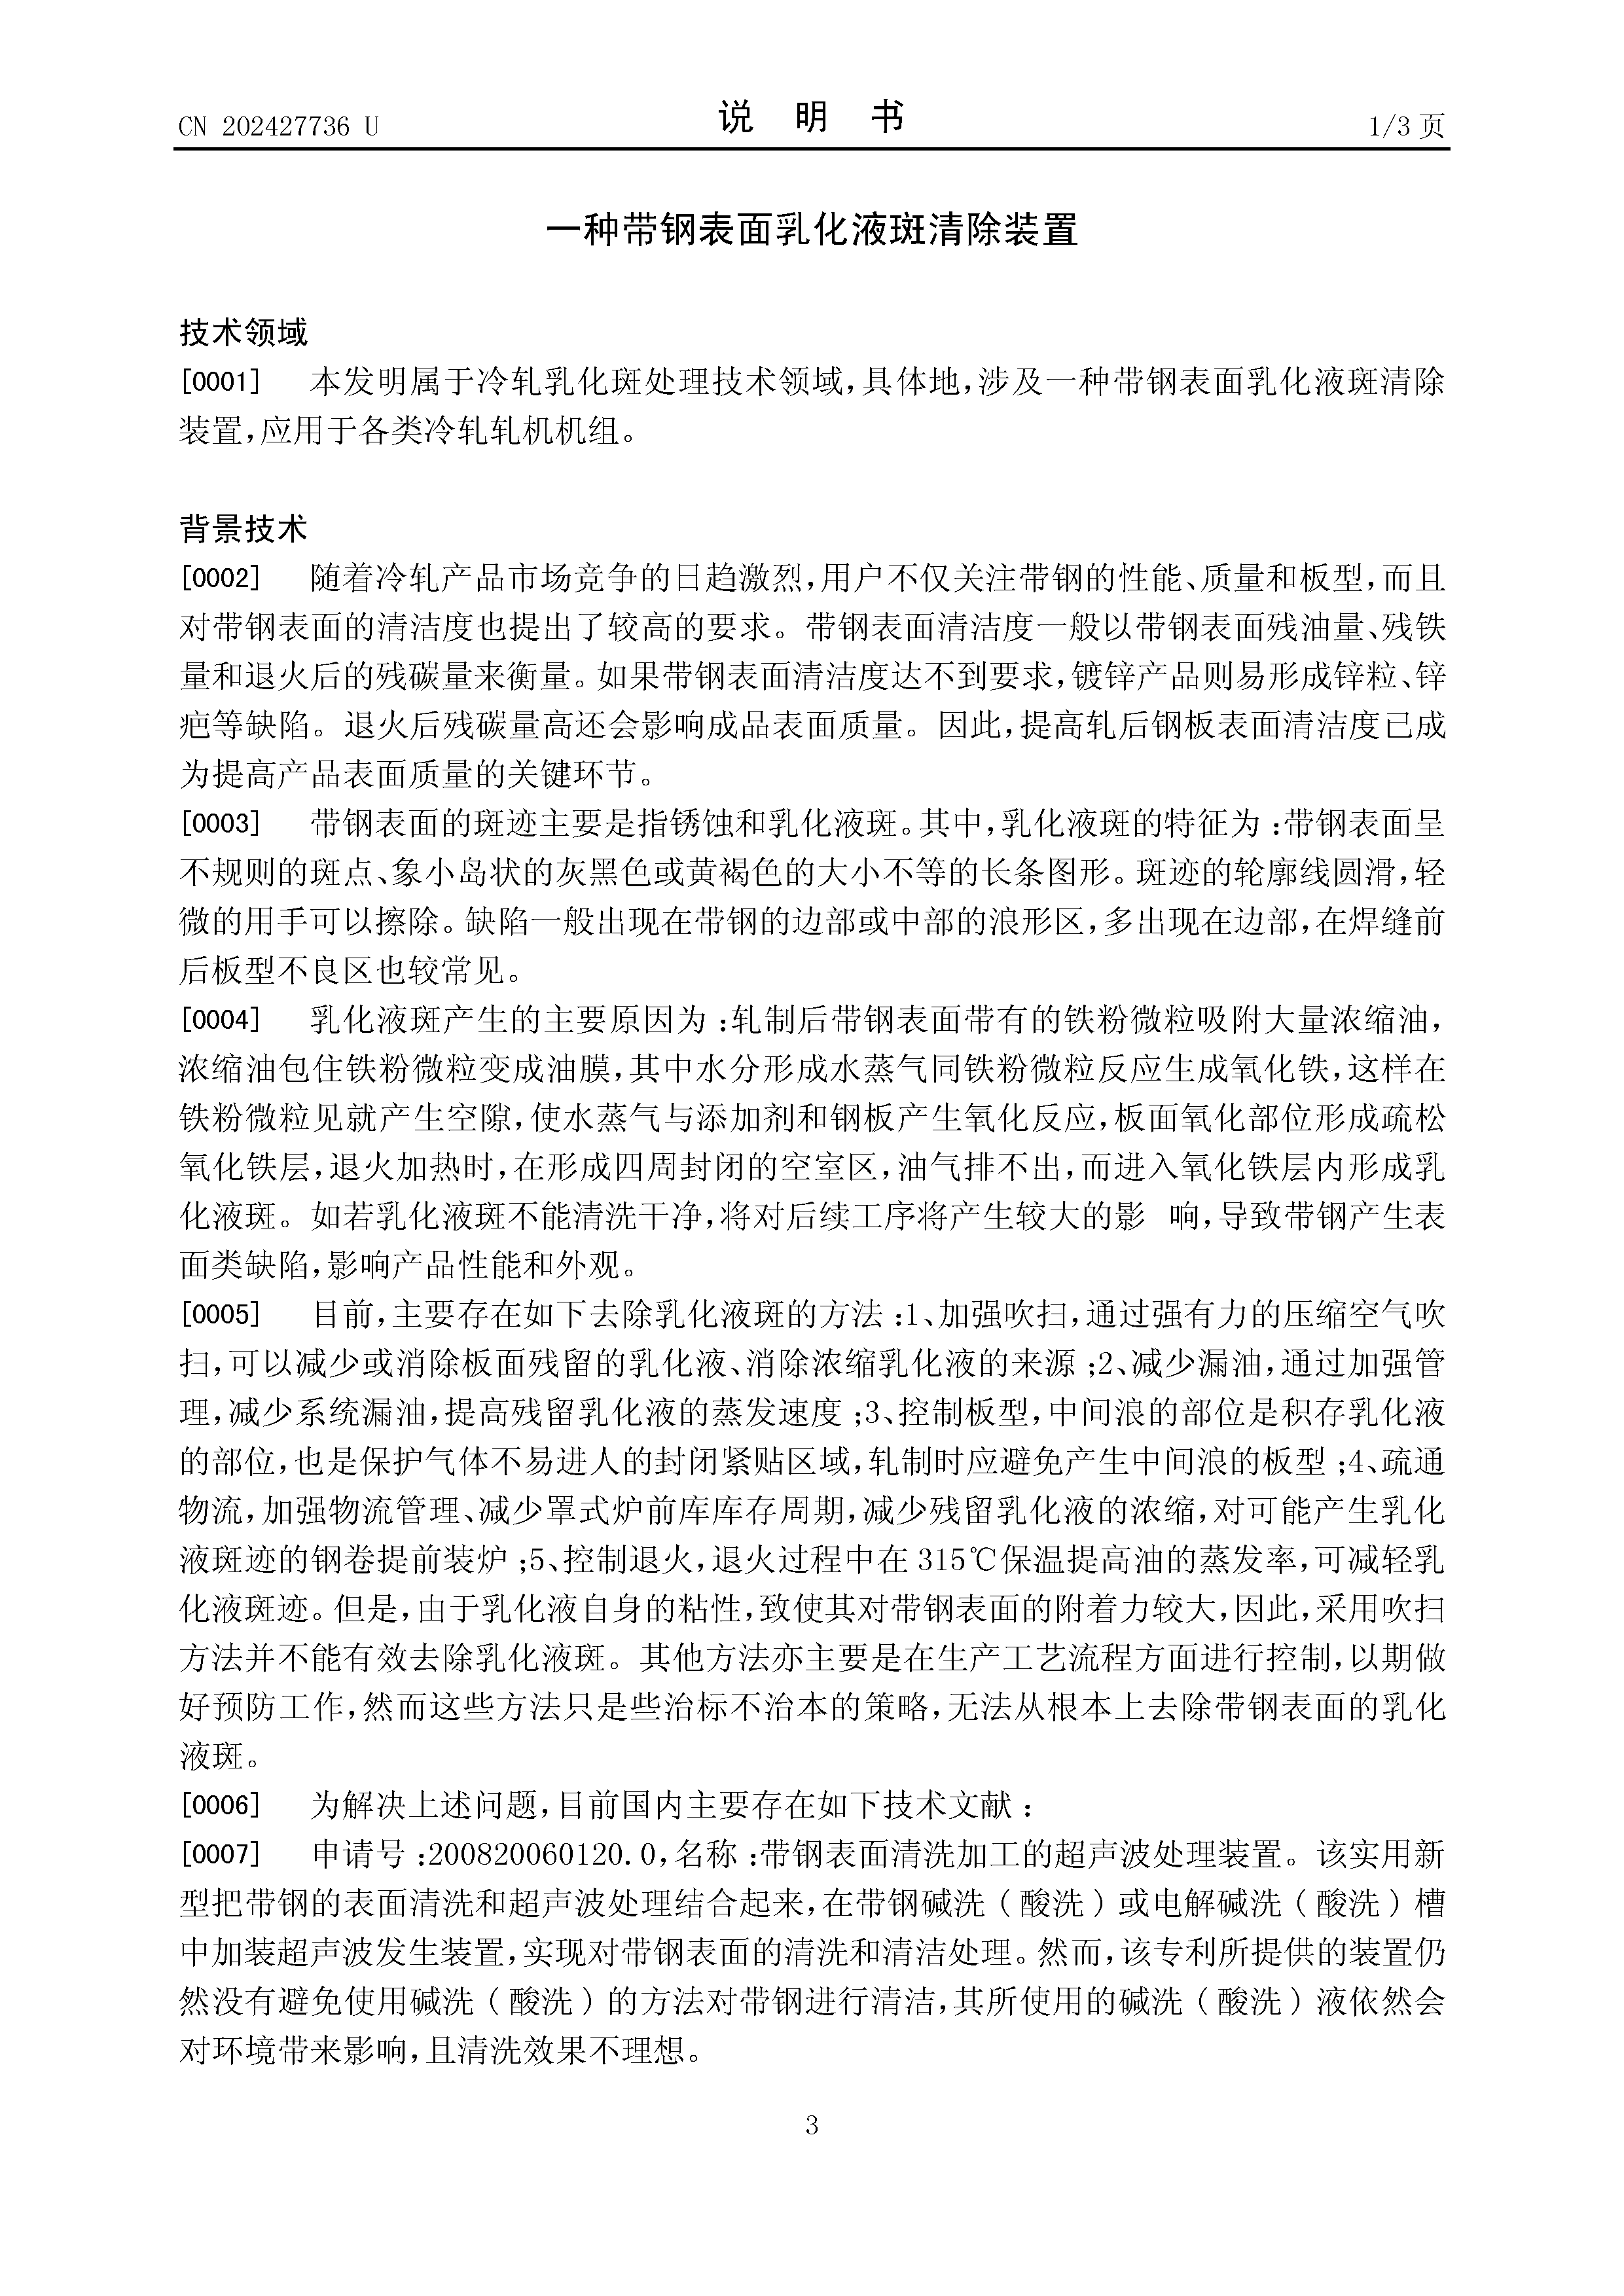 CN 202427736 U
说 明 书
1/3 页
一种带钢表面乳化液斑清除装置
技术领域
[0001] 本发明属于冷轧乳化斑处理技术领域,具体地,涉及一种带钢表面乳化液斑清除
装置,应用于各类冷轧轧机机组。
背景技术
[0002] 随着冷轧产品市场竞争的日趋激烈,用户不仅关注带钢的性能、质量和板型,而且
对带钢表面的清洁度也提出了较高的要求。带钢表面清洁度一般以带钢表面残油量、残铁
量和退火后的残碳量来衡量。如果带钢表面清洁度达不到要求,镀锌产品则易形成锌粒、锌
疤等缺陷。退火后残碳量高还会影响成品表面质量。因此,提高轧后钢板表面清洁度已成
为提高产品表面质量的关键环节。
[0003] 带钢表面的斑迹主要是指锈蚀和乳化液斑。其中,乳化液斑的特征为:带钢表面呈
不规则的斑点、象小岛状的灰黑色或黄褐色的大小不等的长条图形。斑迹的轮廓线圆滑,轻
微的用手可以擦除。缺陷一般出现在带钢的边部或中部的浪形区,多出现在边部,在焊缝前
后板型不良区也较常见。
[0004] 乳化液斑产生的主要原因为:轧制后带钢表面带有的铁粉微粒吸附大量浓缩油,
浓缩油包住铁粉微粒变成油膜,其中水分形成水蒸气同铁粉微粒反应生成氧化铁,这样在
铁粉微粒见就产生空隙,使水蒸气与添加剂和钢板产生氧化反应,板面氧化部位形成疏松
氧化铁层,退火加热时,在形成四周封闭的空室区,油气排不出,而进入氧化铁层内形成乳
化液斑。如若乳化液斑不能清洗干净,将对后续工序将产生较大的影 响,导致带钢产生表
面类缺陷,影响产品性能和外观。
[0005] 目前,主要存在如下去除乳化液斑的方法:1、加强吹扫,通过强有力的压缩空气吹
扫,可以减少或消除板面残留的乳化液、消除浓缩乳化液的来源;2、减少漏油,通过加强管
理,减少系统漏油,提高残留乳化液的蒸发速度;3、控制板型,中间浪的部位是积存乳化液
的部位,也是保护气体不易进人的封闭紧贴区域,轧制时应避免产生中间浪的板型;4、疏通
物流,加强物流管理、减少罩式炉前库库存周期,减少残留乳化液的浓缩,对可能产生乳化
液斑迹的钢卷提前装炉;5、控制退火,退火过程中在315℃保温提高油的蒸发率,可减轻乳
化液斑迹。但是,由于乳化液自身的粘性,致使其对带钢表面的附着力较大,因此,采用吹扫
方法并不能有效去除乳化液斑。其他方法亦主要是在生产工艺流程方面进行控制,以期做
好预防工作,然而这些方法只是些治标不治本的策略,无法从根本上去除带钢表面的乳化
液斑。
[0006] 为解决上述问题,目前国内主要存在如下技术文献:
[0007] 申请号:200820060120.0,名称:带钢表面清洗加工的超声波处理装置。该实用新
型把带钢的表面清洗和超声波处理结合起来,在带钢碱洗(酸洗)或电解碱洗(酸洗)槽
中加装超声波发生装置,实现对带钢表面的清洗和清洁处理。然而,该专利所提供的装置仍
然没有避免使用碱洗(酸洗)的方法对带钢进行清洁,其所使用的碱洗(酸洗)液依然会
对环境带来影响,且清洗效果不理想。
3